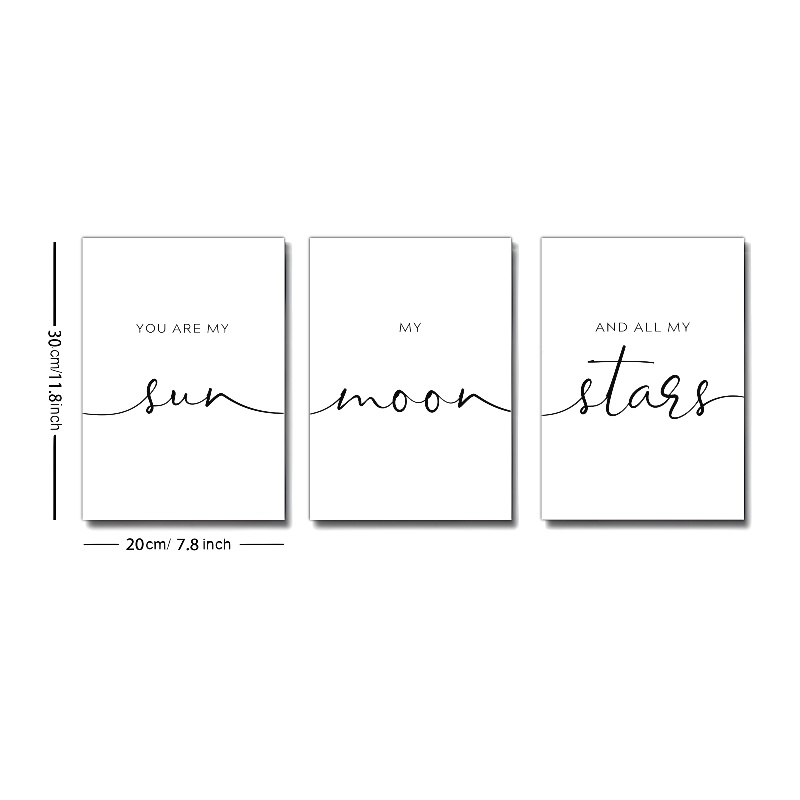 YOU ARE MY
sun
MY
moon
AND ALL MY
stars
30cm/11.8inch
20cm/ 7.8 inch